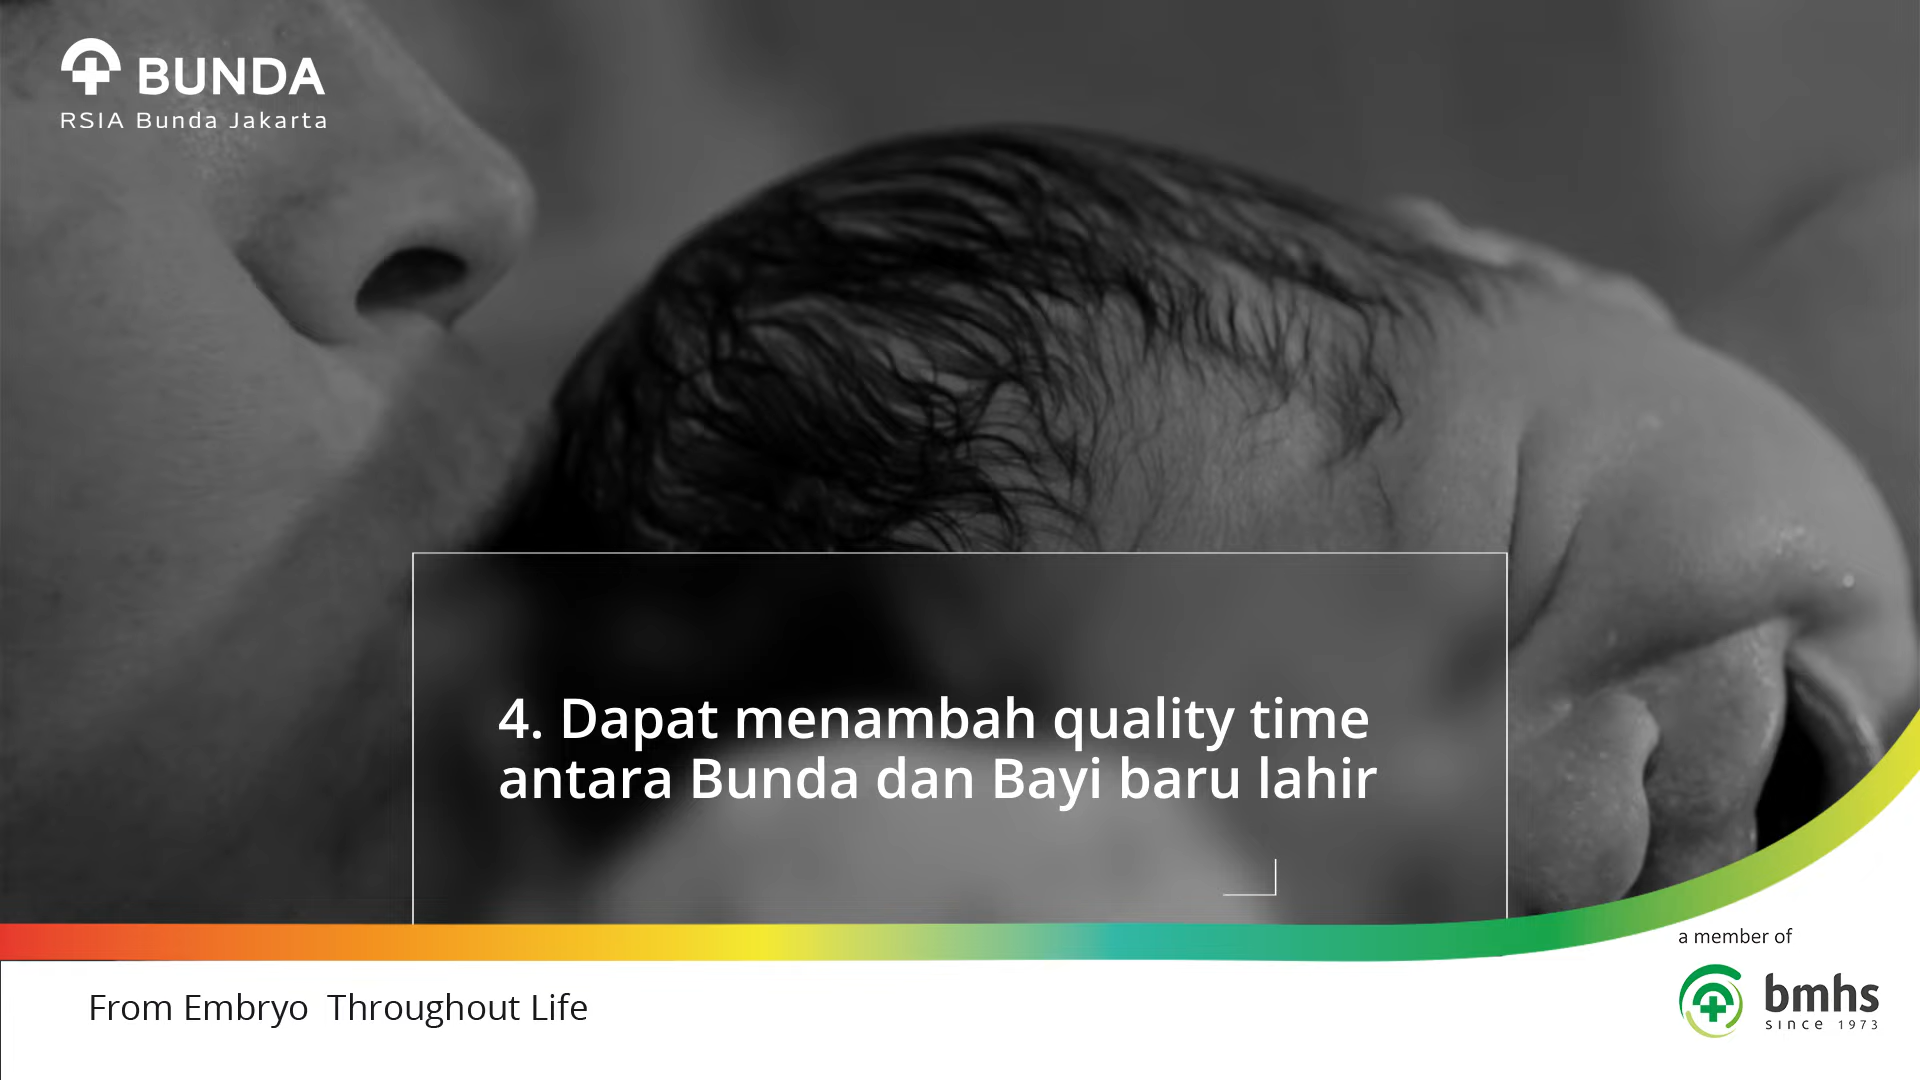 BUNDA
RSIA Bunda Jakarta
4. Dapat menambah quality time
antara Bunda dan Bayi baru lahir
a member of
bmhs
since 1973
From Embryo Throughout Life